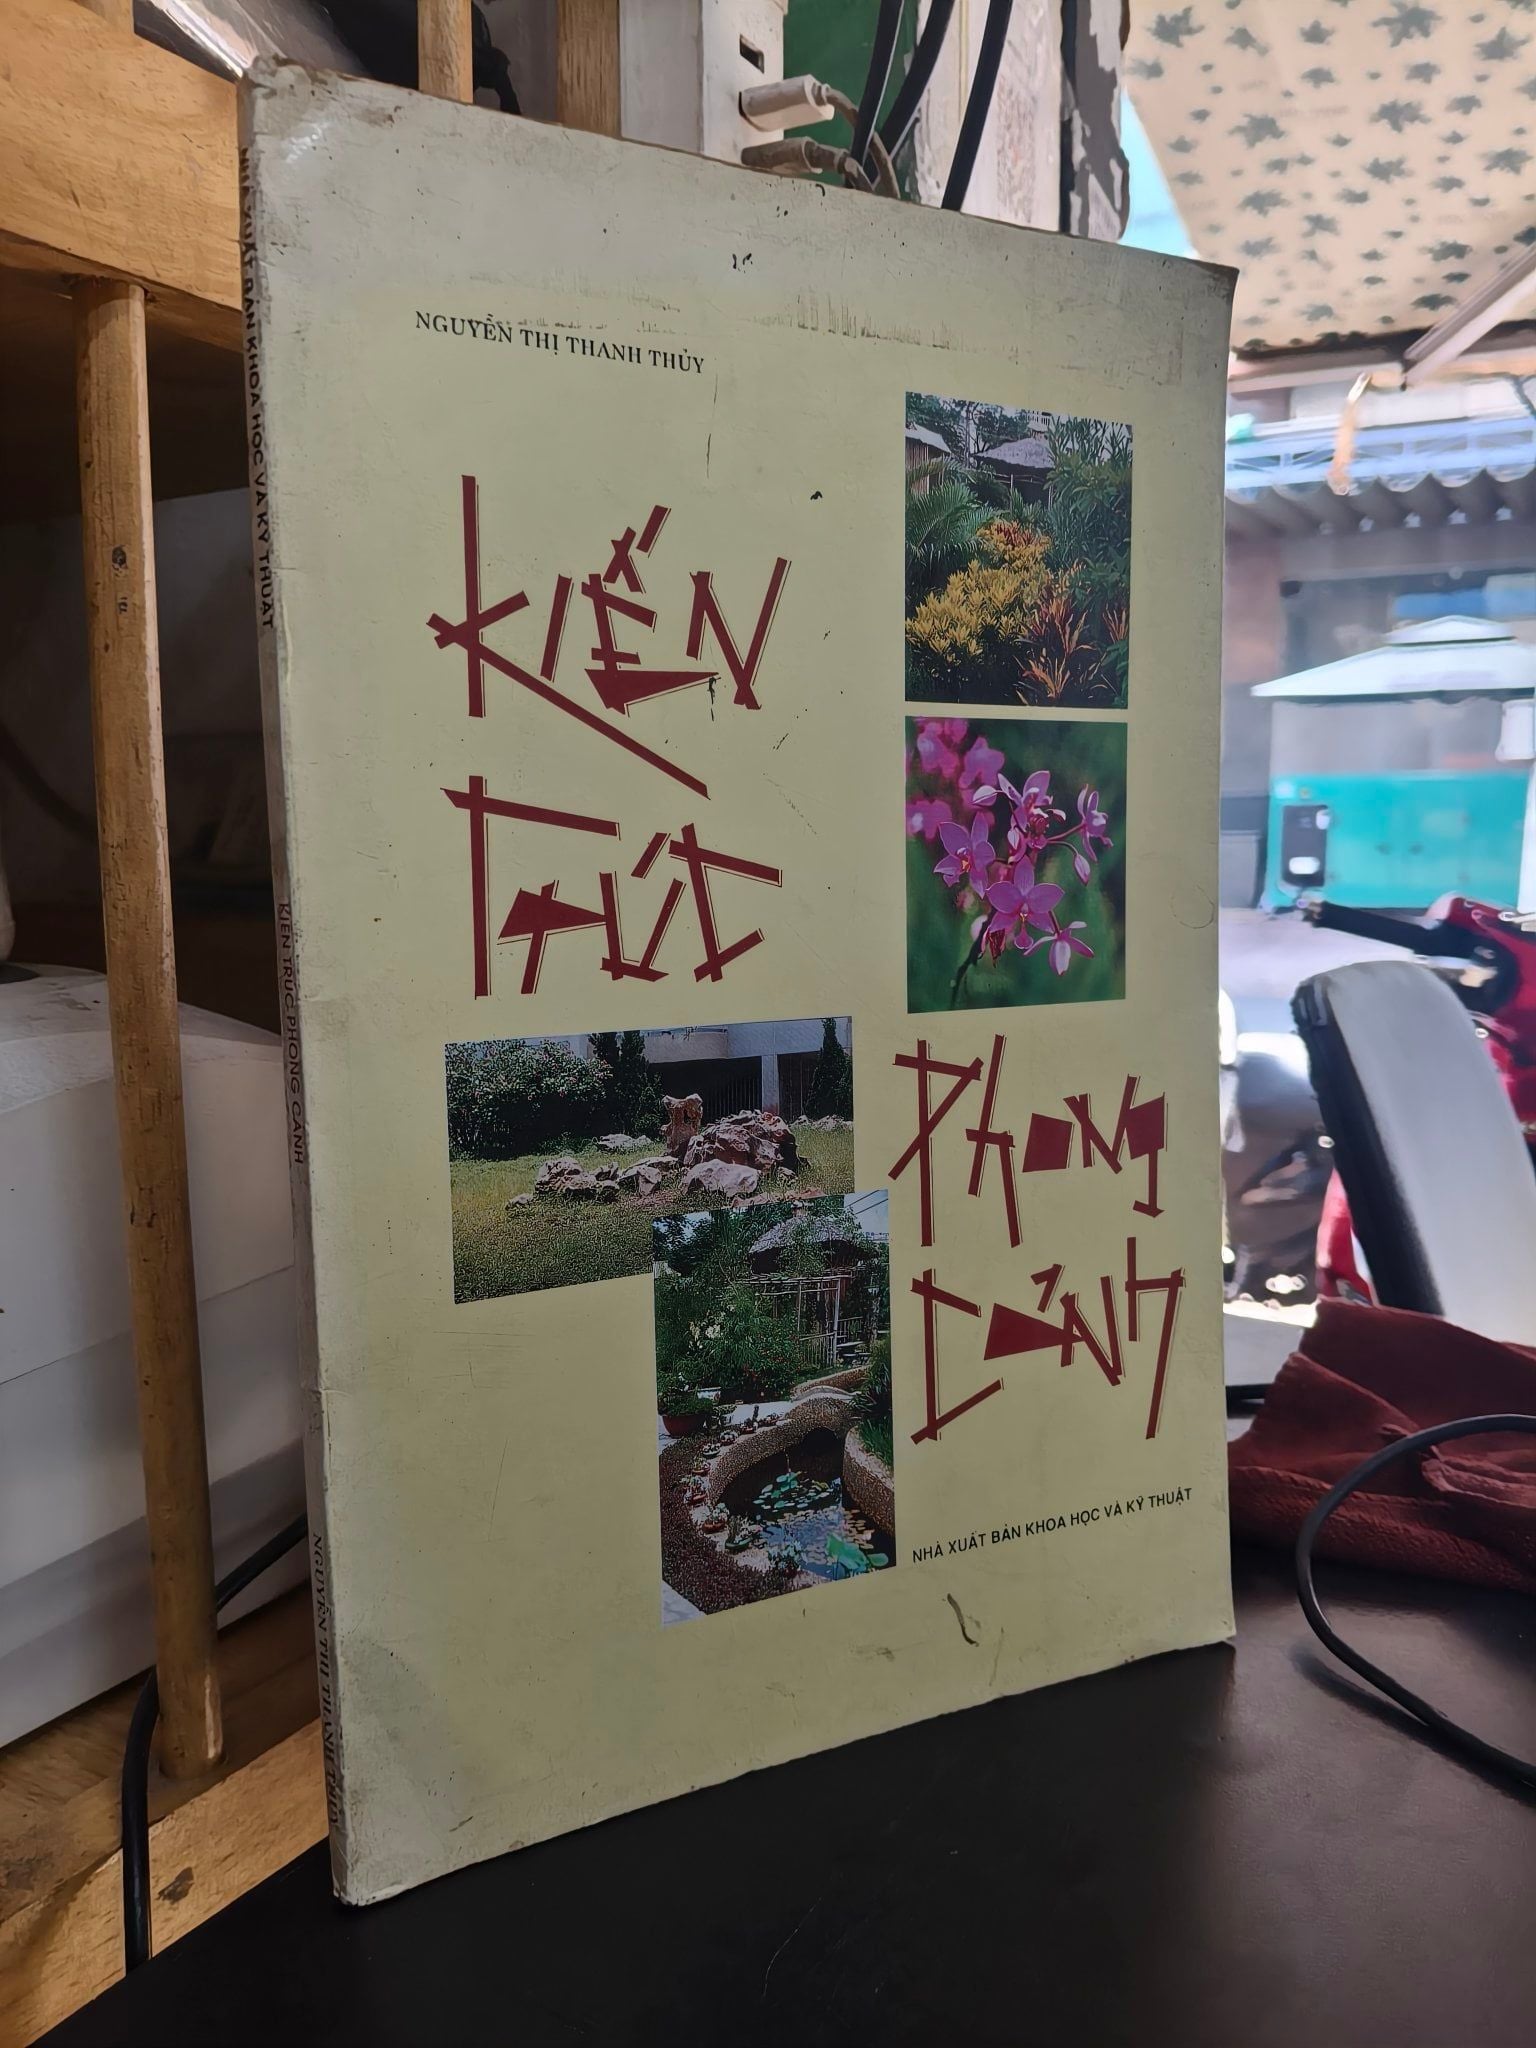 NGUYỄN THỊ THANH THỦY
KIẾN
TRÚC
PHONG
CẢNH
NHÀ XUẤT BẢN KHOA HỌC VÀ KỸ THUẬT
NHÀ XUẤT BẢN KHOA HỌC VÀ KỸ THUẬT
KIẾN TRÚC PHONG CẢNH
NGUYỄN THỊ THANH THỦY